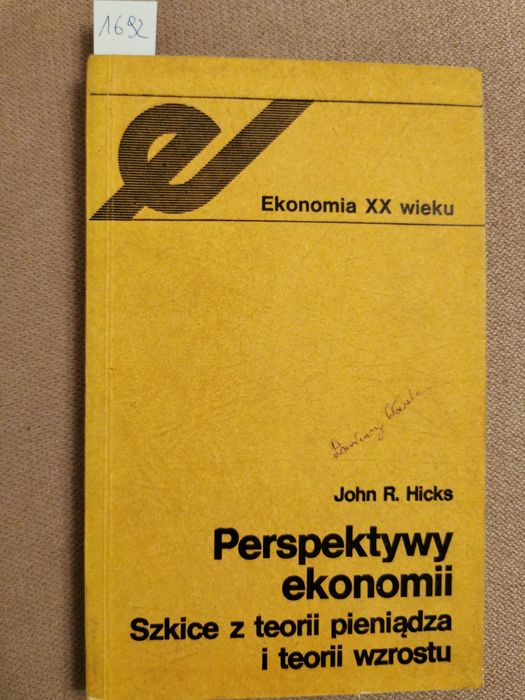 1692
Ekonomia XX wieku
John R. Hicks
Perspektywy
ekonomii
Szkice z teorii pieniądza
i teorii wzrostu